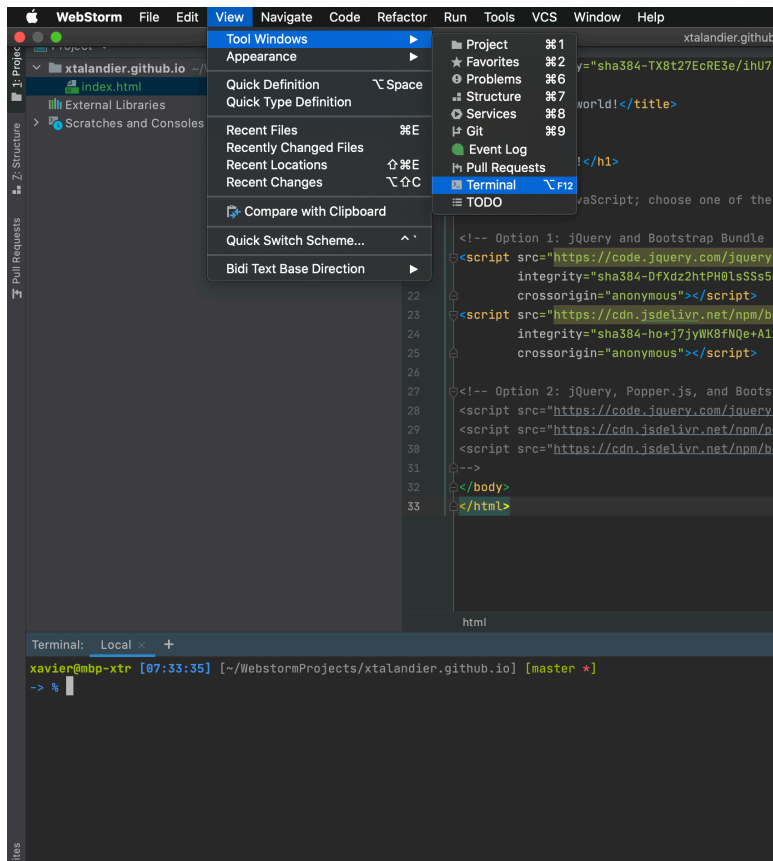 WebStorm File Edit View Navigate Code Refactor Run Tools VCS Window Help
xtalandier.github
Project
1: Project
Z: Structure
Pull Requests
xtalandier.github.io
index.html
External Libraries
Scratches and Consoles
Tool Windows
Appearance
Quick Definition ⌥ Space
Quick Type Definition
Recent Files ⌘E
Recently Changed Files
Recent Locations ⇧⌘E
Recent Changes ⌥⇧C
Compare with Clipboard
Quick Switch Scheme... ^ `
Bidi Text Base Direction
Project ⌘1
Favorites ⌘2
Problems ⌘6
Structure ⌘7
Services ⌘8
Git ⌘9
Event Log
Pull Requests
Terminal ⌥ F12
TODO
y="sha384-TX8t27EcRE3e/ihU7
world!</title>
!</h1>
vaScript; choose one of the
<!-- Option 1: jQuery and Bootstrap Bundle
<script src="https://code.jquery.com/jquery
integrity="sha384-DfXdz2htPH0lsSSs5
22 crossorigin="anonymous"></script>
23 <script src="https://cdn.jsdelivr.net/npm/b
24 integrity="sha384-ho+j7jyWK8fNQe+A1
25 crossorigin="anonymous"></script>
26
27 <!-- Option 2: jQuery, Popper.js, and Boots
28 <script src="https://code.jquery.com/jquery
29 <script src="https://cdn.jsdelivr.net/npm/p
30 <script src="https://cdn.jsdelivr.net/npm/b
31 -->
32 </body>
33 </html>
html
Terminal: Local × +
xavier@mbp-xtr [07:33:35] [~/WebstormProjects/xtalandier.github.io] [master *]
-> %